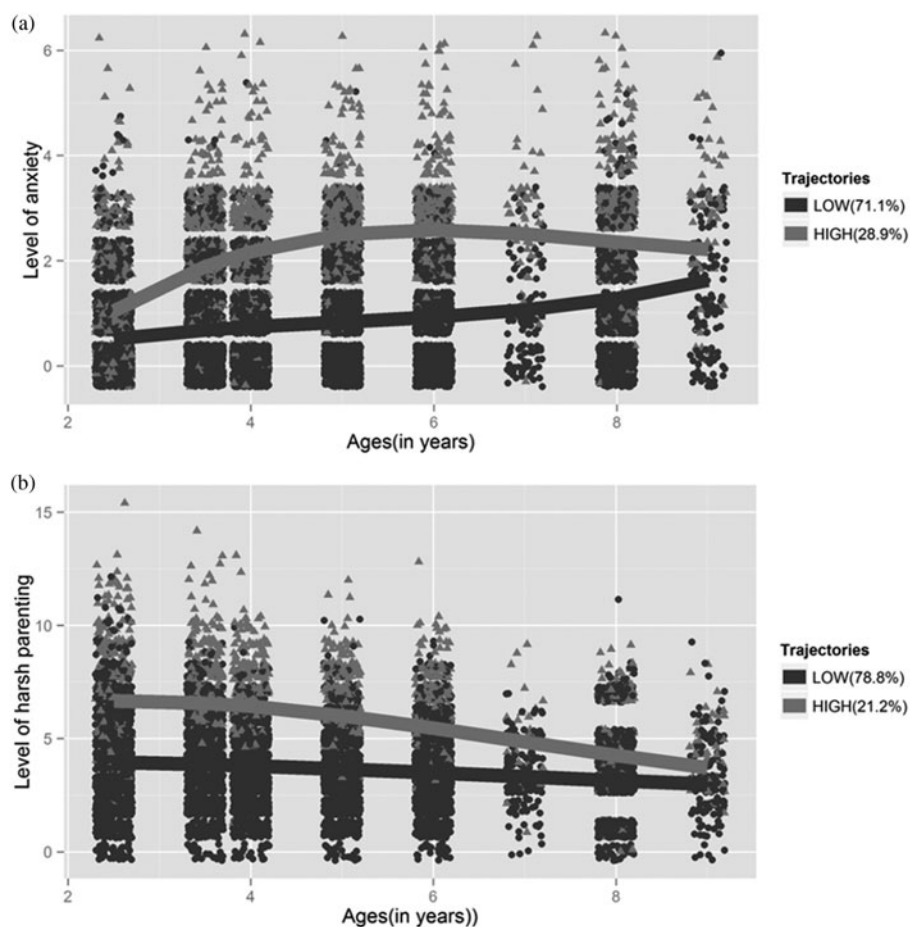 (a)
6
4
2
0
Level of anxiety
2
4
6
8
Ages(in years)
Trajectories
LOW(71.1%)
HIGH(28.9%)
(b)
15
10
5
0
Level of harsh parenting
2
4
6
8
Ages(in years))
Trajectories
LOW(78.8%)
HIGH(21.2%)